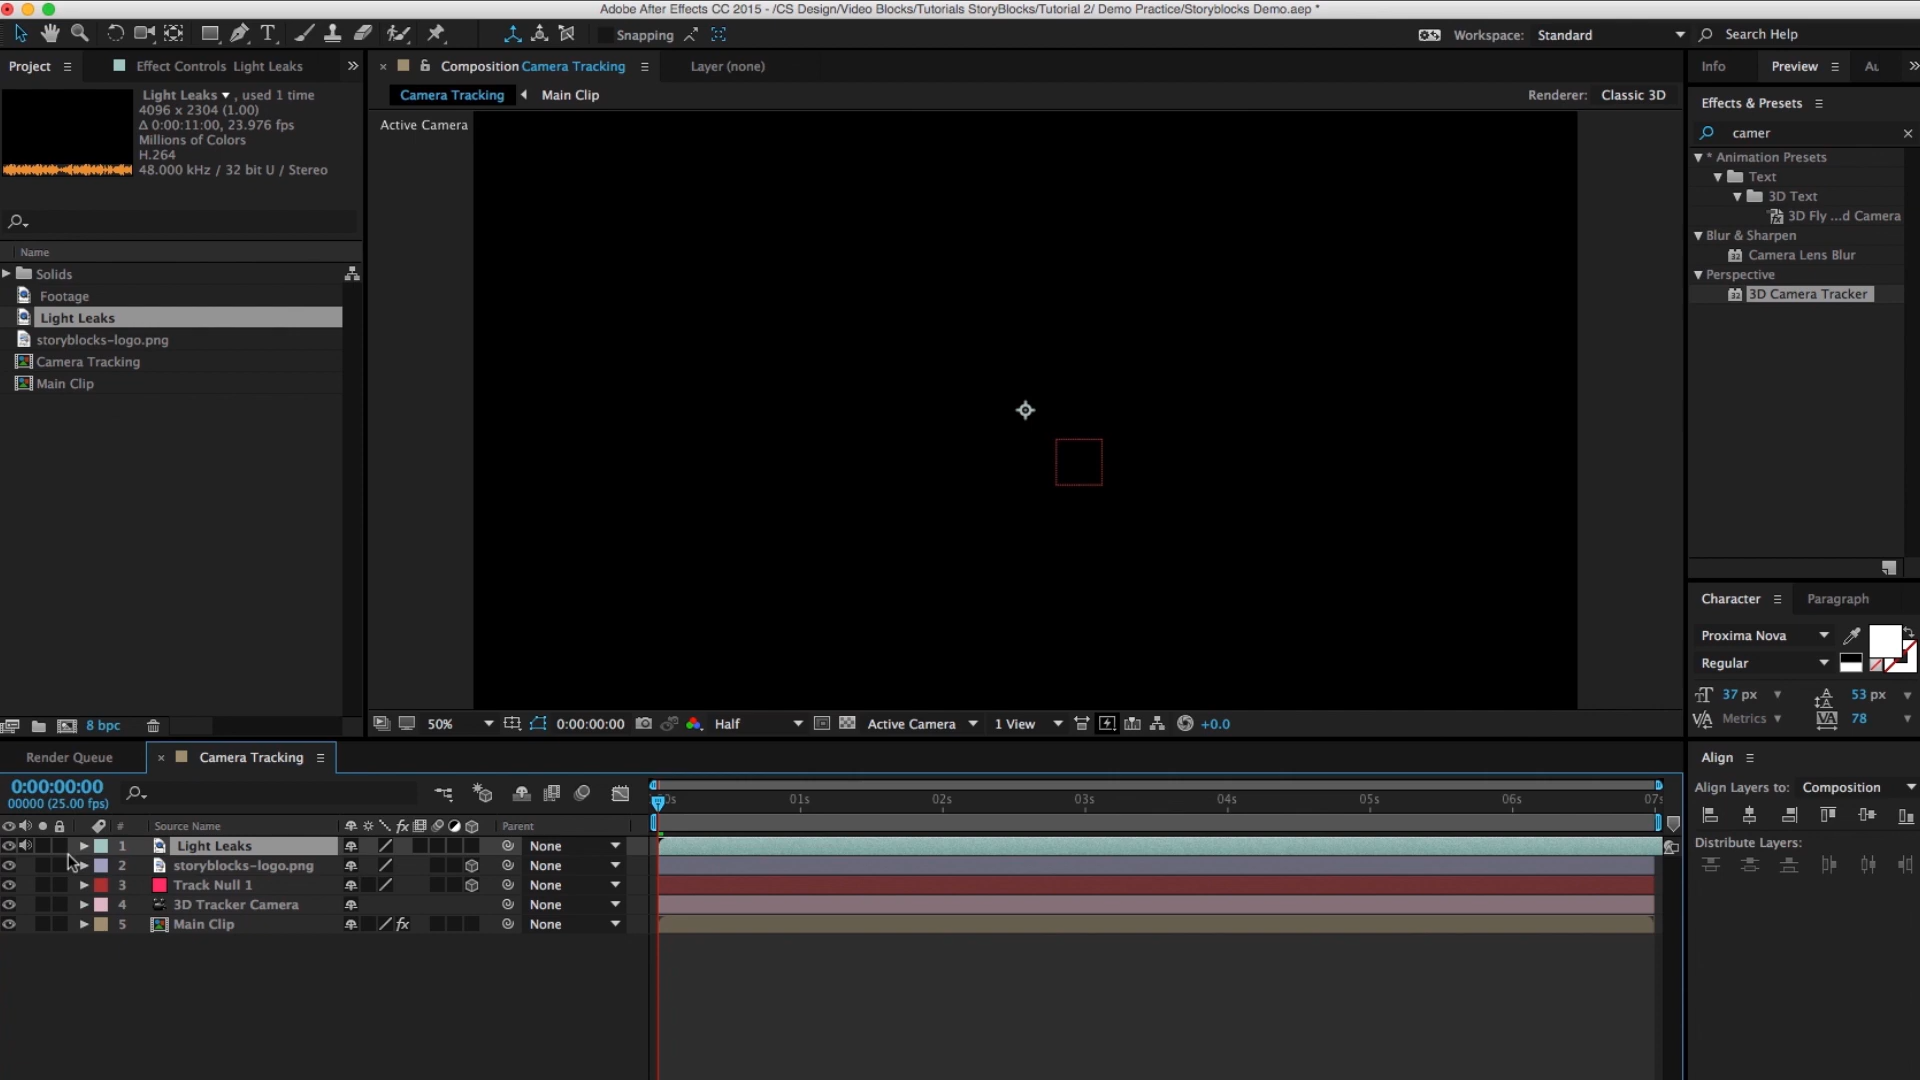 Adobe After Effects CC 2015 - /CS Design/Video Blocks/Tutorials StoryBlocks/Tutorial 2/ Demo Practice/Storyblocks Demo.aep *
Snapping
Workspace: Standard
Search Help
Project
Effect Controls Light Leaks
Composition Camera Tracking
Layer (none)
Info
Preview
Light Leaks , used 1 time
4096 x 2304 (1.00)
Δ 0:00:11:00, 23.976 fps
Millions of Colors
H.264
48.000 kHz / 32 bit U / Stereo
Camera Tracking
Main Clip
Renderer: Classic 3D
Active Camera
Effects & Presets
camer
* Animation Presets
Text
3D Text
3D Fly ...d Camera
Blur & Sharpen
Camera Lens Blur
Perspective
3D Camera Tracker
Name
Solids
Footage
Light Leaks
storyblocks-logo.png
Camera Tracking
Main Clip
8 bpc
50%
0:00:00:00
Half
Active Camera
1 View
+0.0
Character
Paragraph
Proxima Nova
Regular
37 px
53 px
Metrics
78
Render Queue
Camera Tracking
0:00:00:00
00000 (25.00 fps)
01s 02s 03s 04s 05s 06s
# Source Name Parent
1 Light Leaks None
2 storyblocks-logo.png None
3 Track Null 1 None
4 3D Tracker Camera None
5 Main Clip fx None
Align
Align Layers to: Composition
Distribute Layers: